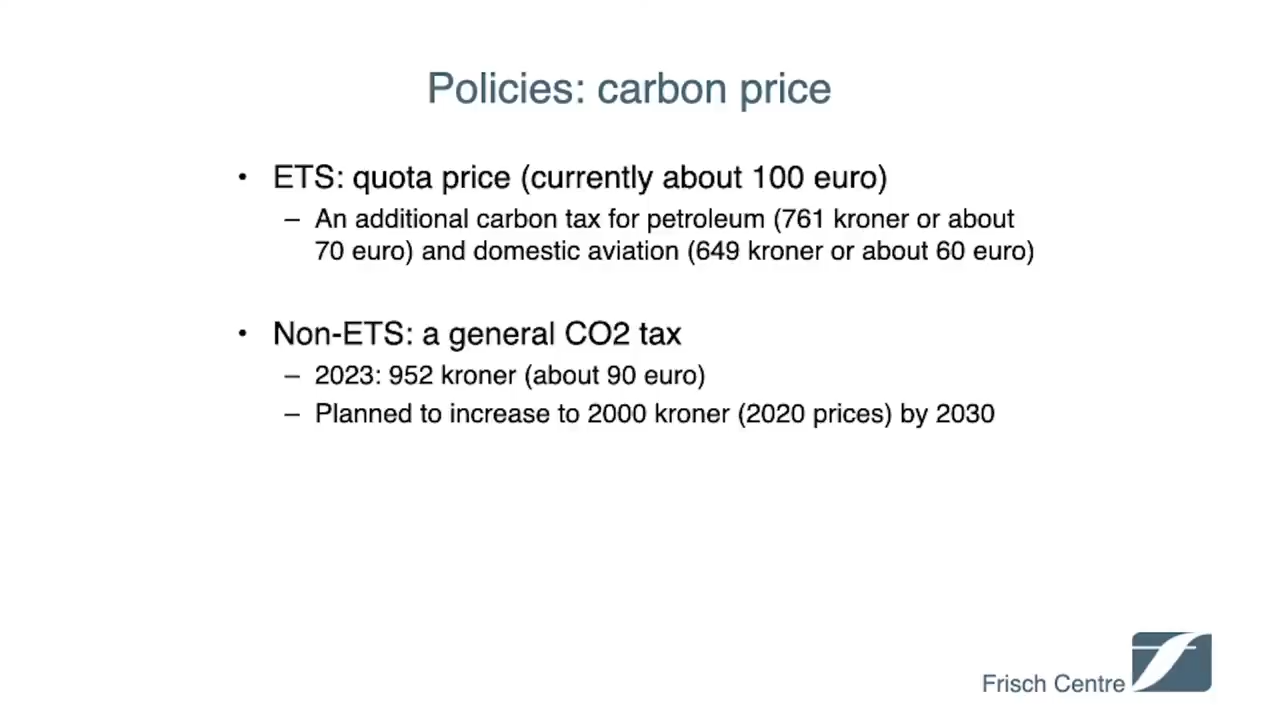 Policies: carbon price
• ETS: quota price (currently about 100 euro)
– An additional carbon tax for petroleum (761 kroner or about
70 euro) and domestic aviation (649 kroner or about 60 euro)
• Non-ETS: a general CO2 tax
– 2023: 952 kroner (about 90 euro)
– Planned to increase to 2000 kroner (2020 prices) by 2030
Frisch Centre